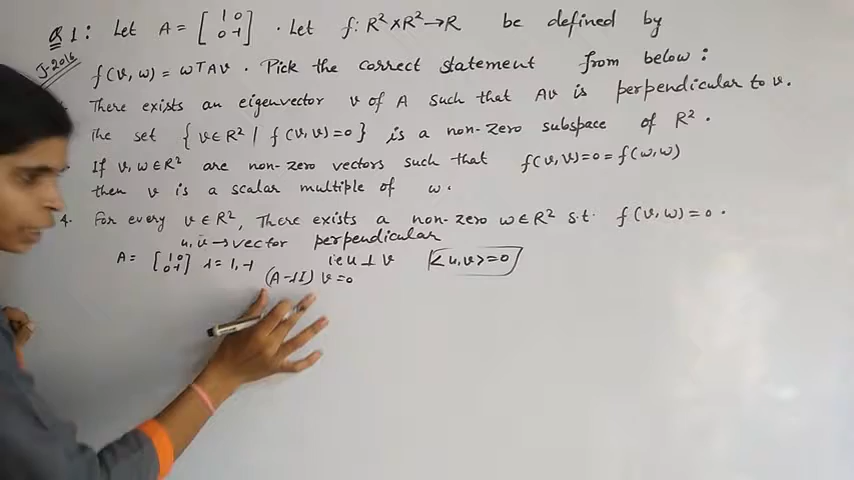 Q 1: Let A = [1 0 0 -1]. Let f: R²×R²→R be defined by
J-2016
f(v,w) = wTAv. Pick the correct statement from below:
There exists an eigenvector v of A such that Av is perpendicular to v.
The set {v∈R² | f(v,v)=0} is a non-zero subspace of R².
If v,w∈R² are non-zero vectors such that f(v,v)=0=f(w,w)
then v is a scalar multiple of w.
4. For every v∈R², There exists a non-zero w∈R² s.t. f(v,w)=0.
u,v→vector perpendicular
A= [1 0 0 -1] λ=1,-1 i.e u⊥v <u,v>=0
(A-λI) v=0